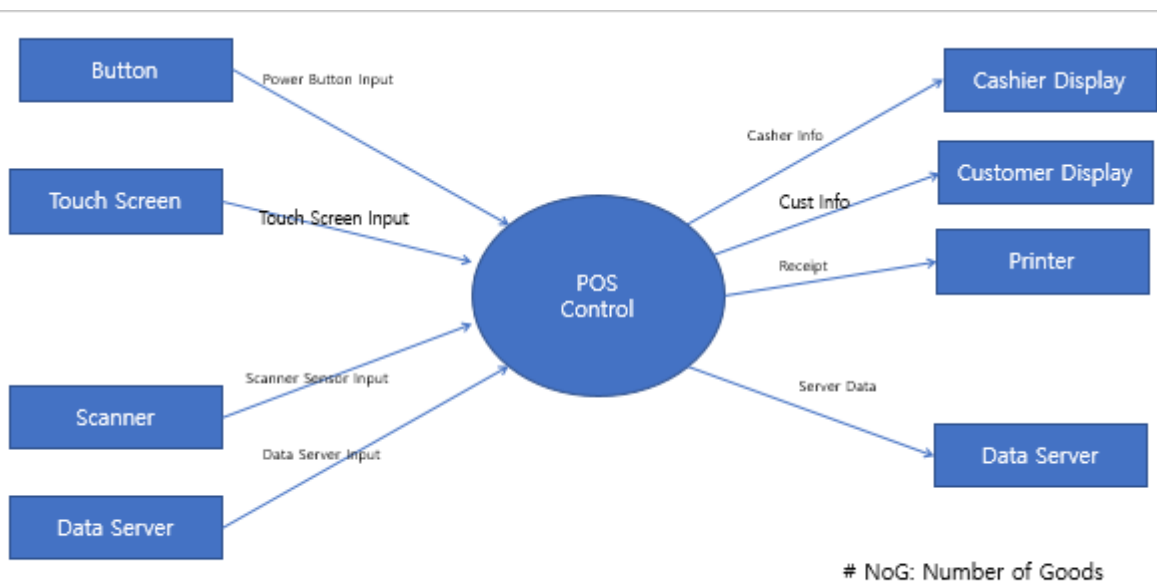 Button
Power Button Input
Cashier Display
Casher Info
Customer Display
Touch Screen
Touch Screen Input
Cust Info
Printer
Receipt
POS
Control
Scanner Sensor Input
Server Data
Scanner
Data Server Input
Data Server
Data Server
# NoG: Number of Goods